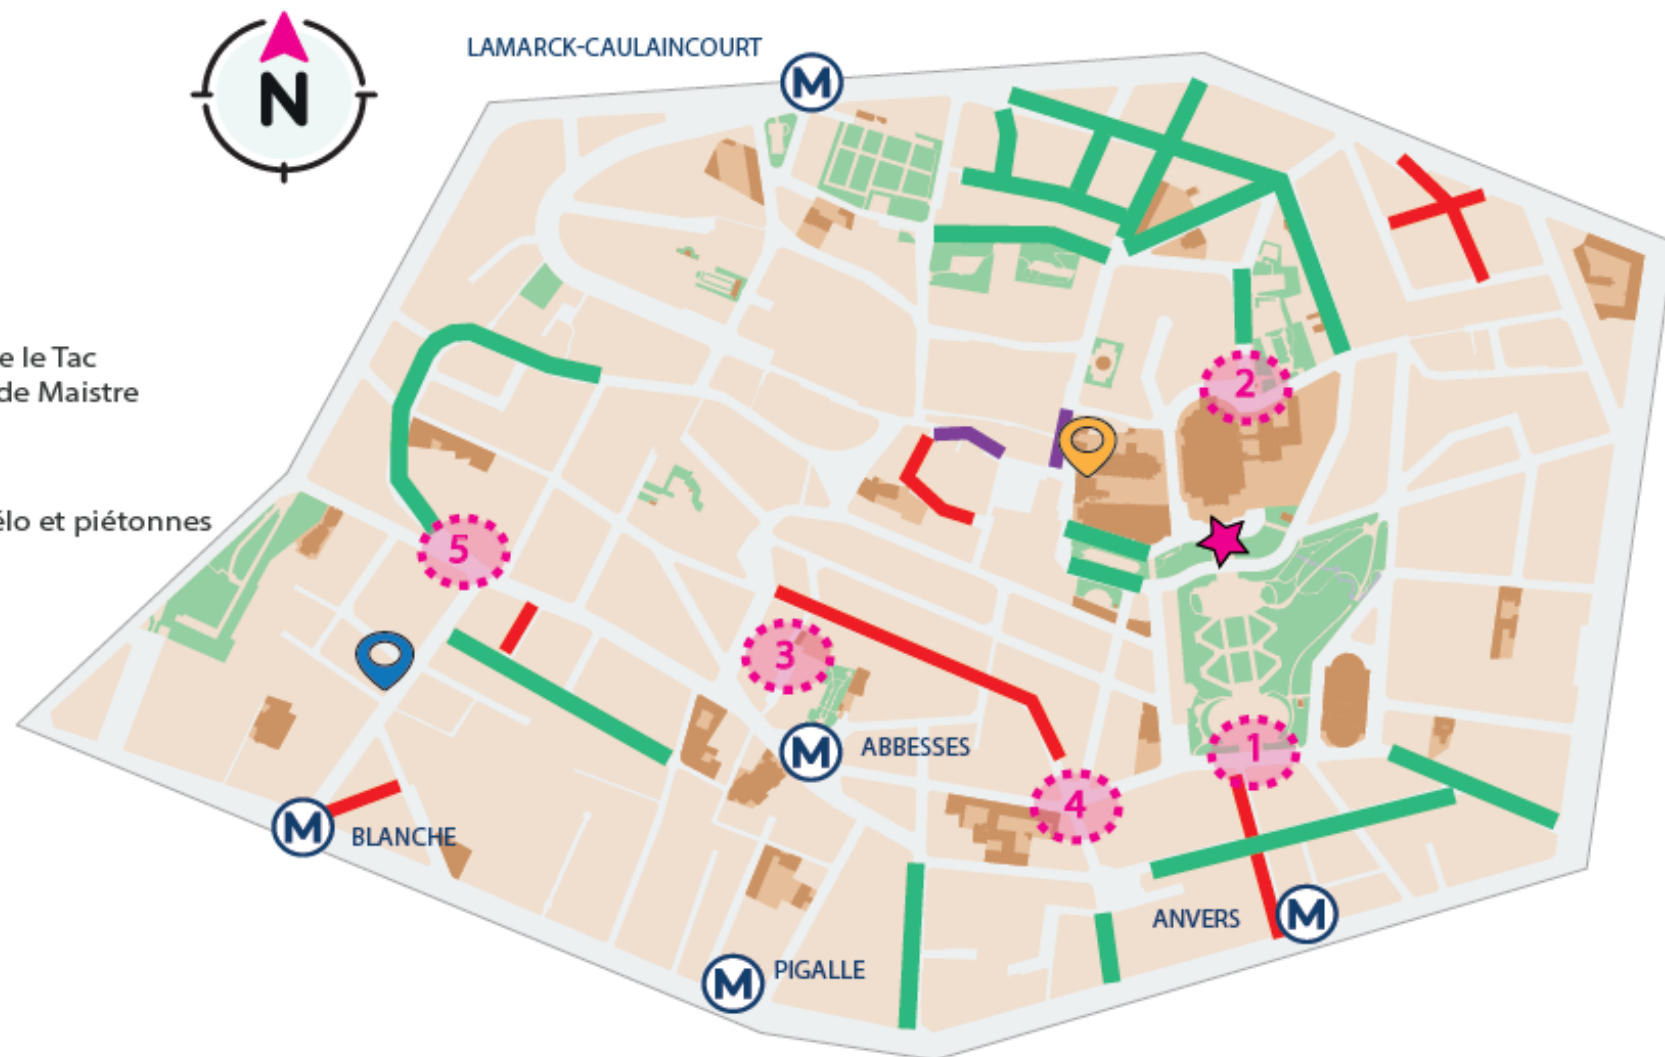 N
LAMARCK-CAULAINCOURT
M
e le Tac
de Maistre
élo et piétonnes
2
5
3
M
ABBESSES
1
4
M
BLANCHE
ANVERS
M
M
PIGALLE